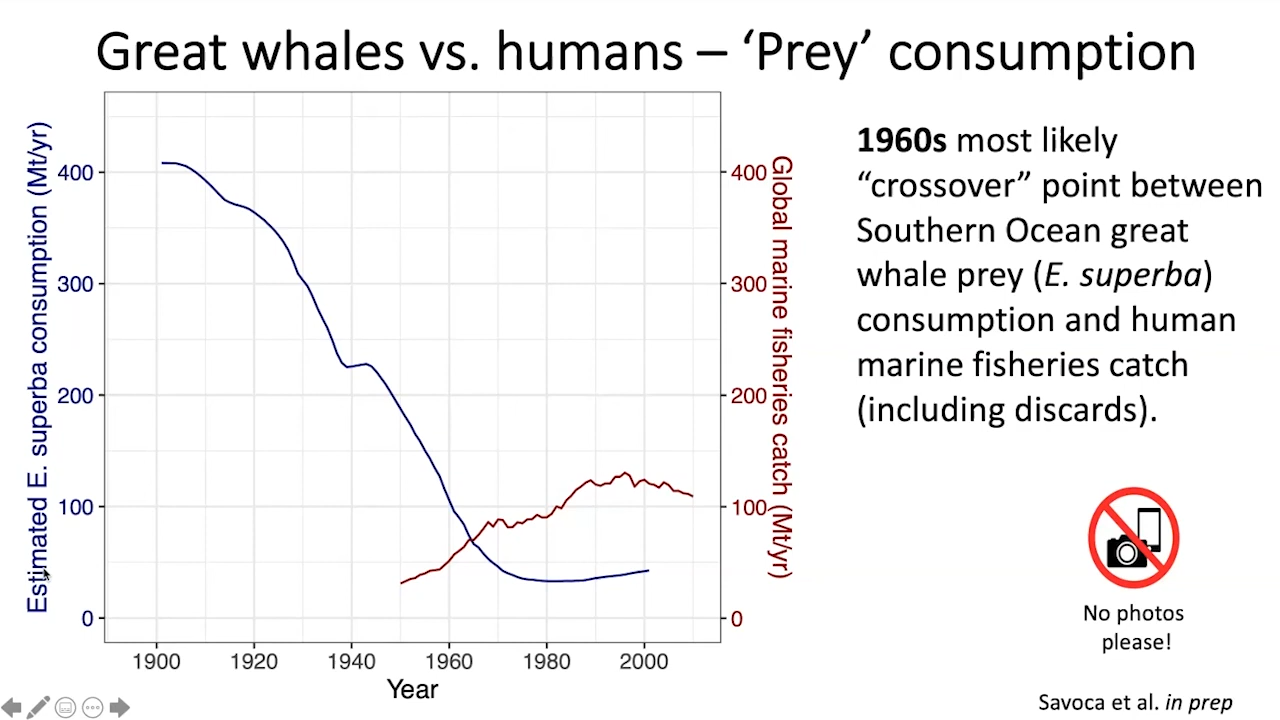 Great whales vs. humans – ‘Prey’ consumption
Estimated E. superba consumption (Mt/yr)
400
300
200
100
0
1900 1920 1940 1960 1980 2000
Year
400
300
200
100
0
Global marine fisheries catch (Mt/yr)
1960s most likely
“crossover” point between
Southern Ocean great
whale prey (E. superba)
consumption and human
marine fisheries catch
(including discards).
No photos
please!
Savoca et al. in prep